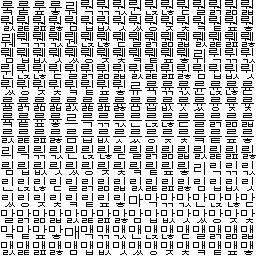 뤀뤁뤂뤃뤄뤅뤆뤇뤈뤉뤊뤋뤌뤍뤎뤏
뤐뤑뤒뤓뤔뤕뤖뤗뤘뤙뤚뤛뤜뤝뤞뤟
뤠뤡뤢뤣뤤뤥뤦뤧뤨뤩뤪뤫뤬뤭뤮뤯
뤰뤱뤲뤳뤴뤵뤶뤷뤸뤹뤺뤻뤼뤽뤾뤿
륀륁륂륃륄륅륆륇륈륉륊륋륌륍륎륏
륐륑륒륓륔륕륖륗류륙륚륛륜륝륞륟
률륡륢륣륤륥륦륧륨륩륪륫륬륭륮륯
륰륱륲륳르륵륶륷른륹륺륻를륽륾륿
릀릁릂릃름릅릆릇릈릉릊릋릌릍릎릏
릐릑릒릓릔릕릖릗릘릙릚릛릜릝릞릟
릠릡릢릣릤릥릦릧릨릩릪릫리릭릮릯
린릱릲릳릴릵릶릷릸릹릺릻림립릾릿
맀링맂맃맄맅맆맇마막맊맋만맍많맏
말맑맒맓맔맕맖맗맘맙맚맛맜망맞맟
맠맡맢맣매맥맦맧맨맩맪맫맬맭맮맯
맰맱맲맳맴맵맶맷맸맹맺맻맼맽맾맿